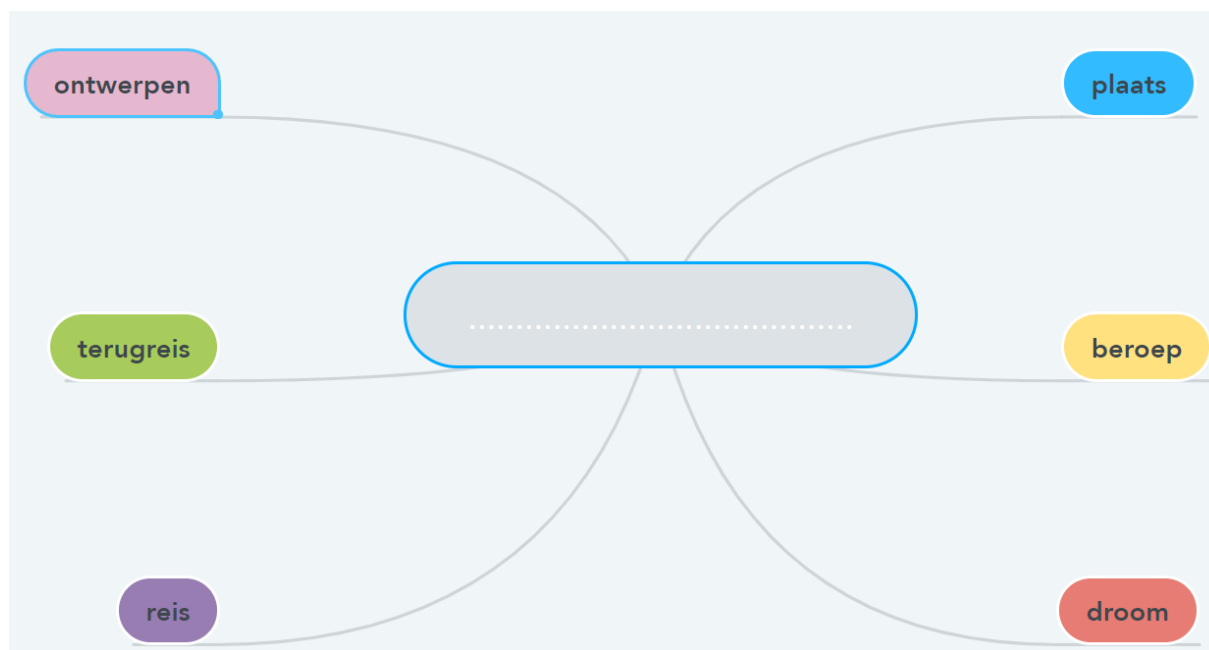 ontwerpen
plaats
......................................
terugreis
beroep
reis
droom